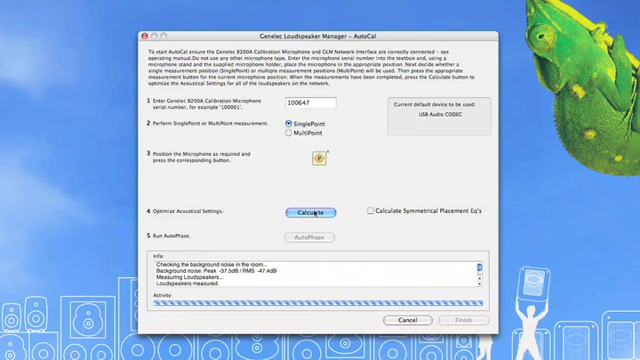 Genelec Loudspeaker Manager - AutoCal
To start AutoCal ensure the Genelec 8200A Calibration Microphone and GLM Network Interface are correctly connected - see
operating manual.Do not use any other microphone type. Enter the microphone serial number into the textbox and, using a
microphone stand and the supplied microphone holder, place the microphone in the appropriate position. Next decide whether a
single measurement position (SinglePoint) or multiple measurement positions (MultiPoint) will be used. Then press the appropriate
measurement button for the chosen microphone position. When the measurements have been completed, press the Calculate button
to optimize the Acoustical Settings for all of the loudspeakers on the network.
1 Enter Genelec 8200A Calibration Microphone
serial number, for example '100001'.
100647
Current default device to be used:
USB Audio CODEC
2 Perform SinglePoint or MultiPoint measurement.
SinglePoint
MultiPoint
3 Position the Microphone as required and
press the corresponding button.
P
4 Optimize Acoustical Settings.
Calculate
Calculate Symmetrical Placement Eq's
5 Run AutoPhase.
AutoPhase
Info:
Checking the background noise in the room...
Background noise: Peak -37.5dB / RMS -47.4dB
Measuring Loudspeakers...
Loudspeakers measured.
Activity:
Cancel
Finish